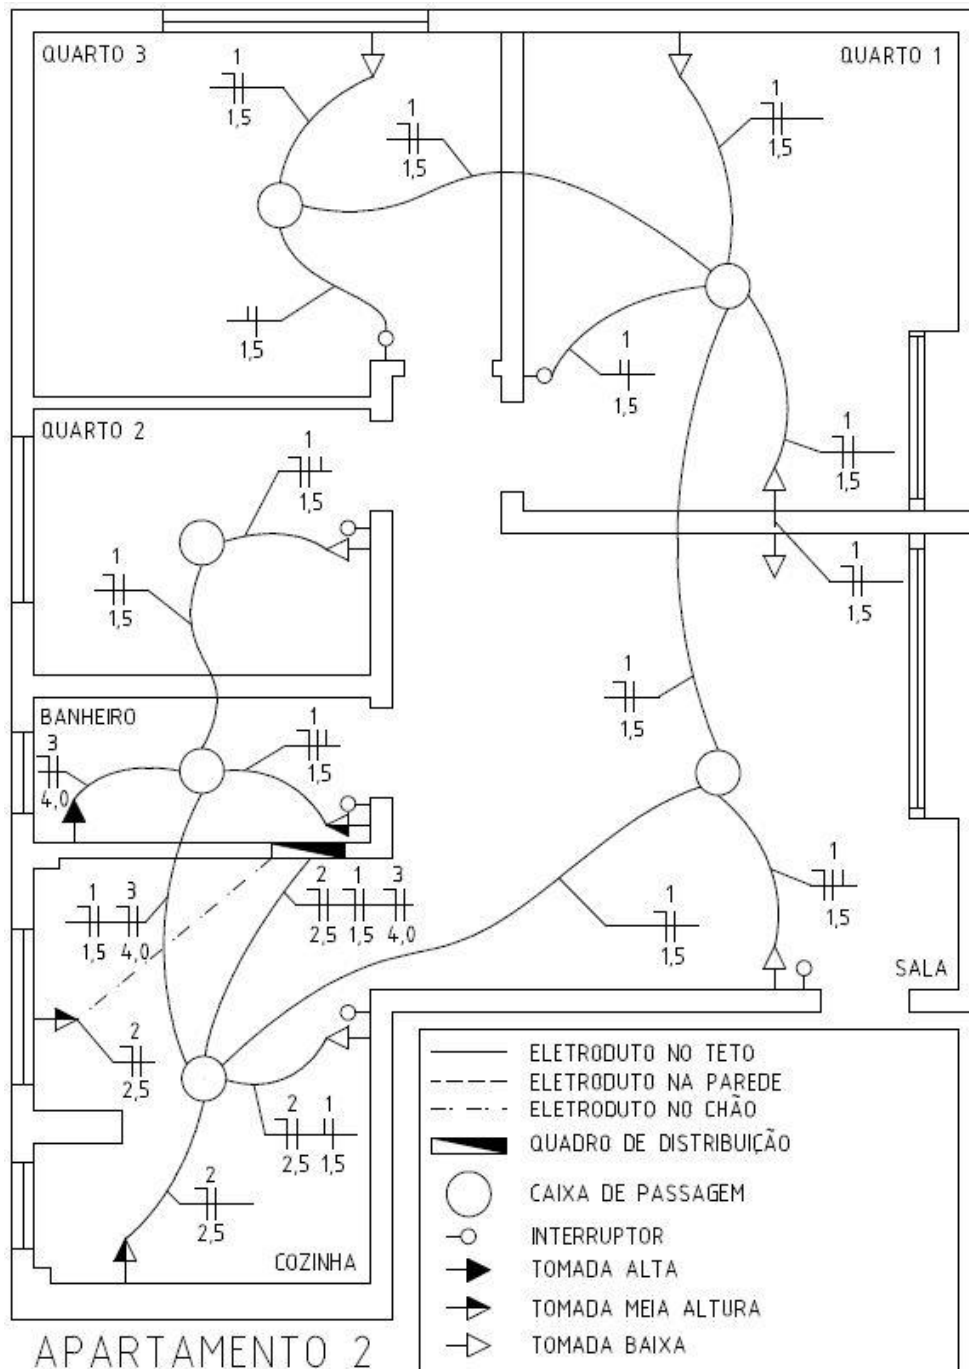 QUARTO 3
QUARTO 1
1
1,5
1
1,5
1
1,5
1,5
1,5
QUARTO 2
1
1,5
1
1,5
1
1,5
1
1,5
1
1,5
BANHEIRO
3
4,0
1
1,5
1 3
1,5 4,0
2 1 3
2,5 1,5 4,0
1
1,5
1
1,5
SALA
2
2,5
2 1
2,5 1,5
2
2,5
COZINHA
ELETRODUTO NO TETO
ELETRODUTO NA PAREDE
ELETRODUTO NO CHÃO
QUADRO DE DISTRIBUIÇÃO
CAIXA DE PASSAGEM
INTERRUPTOR
TOMADA ALTA
TOMADA MEIA ALTURA
TOMADA BAIXA
APARTAMENTO 2